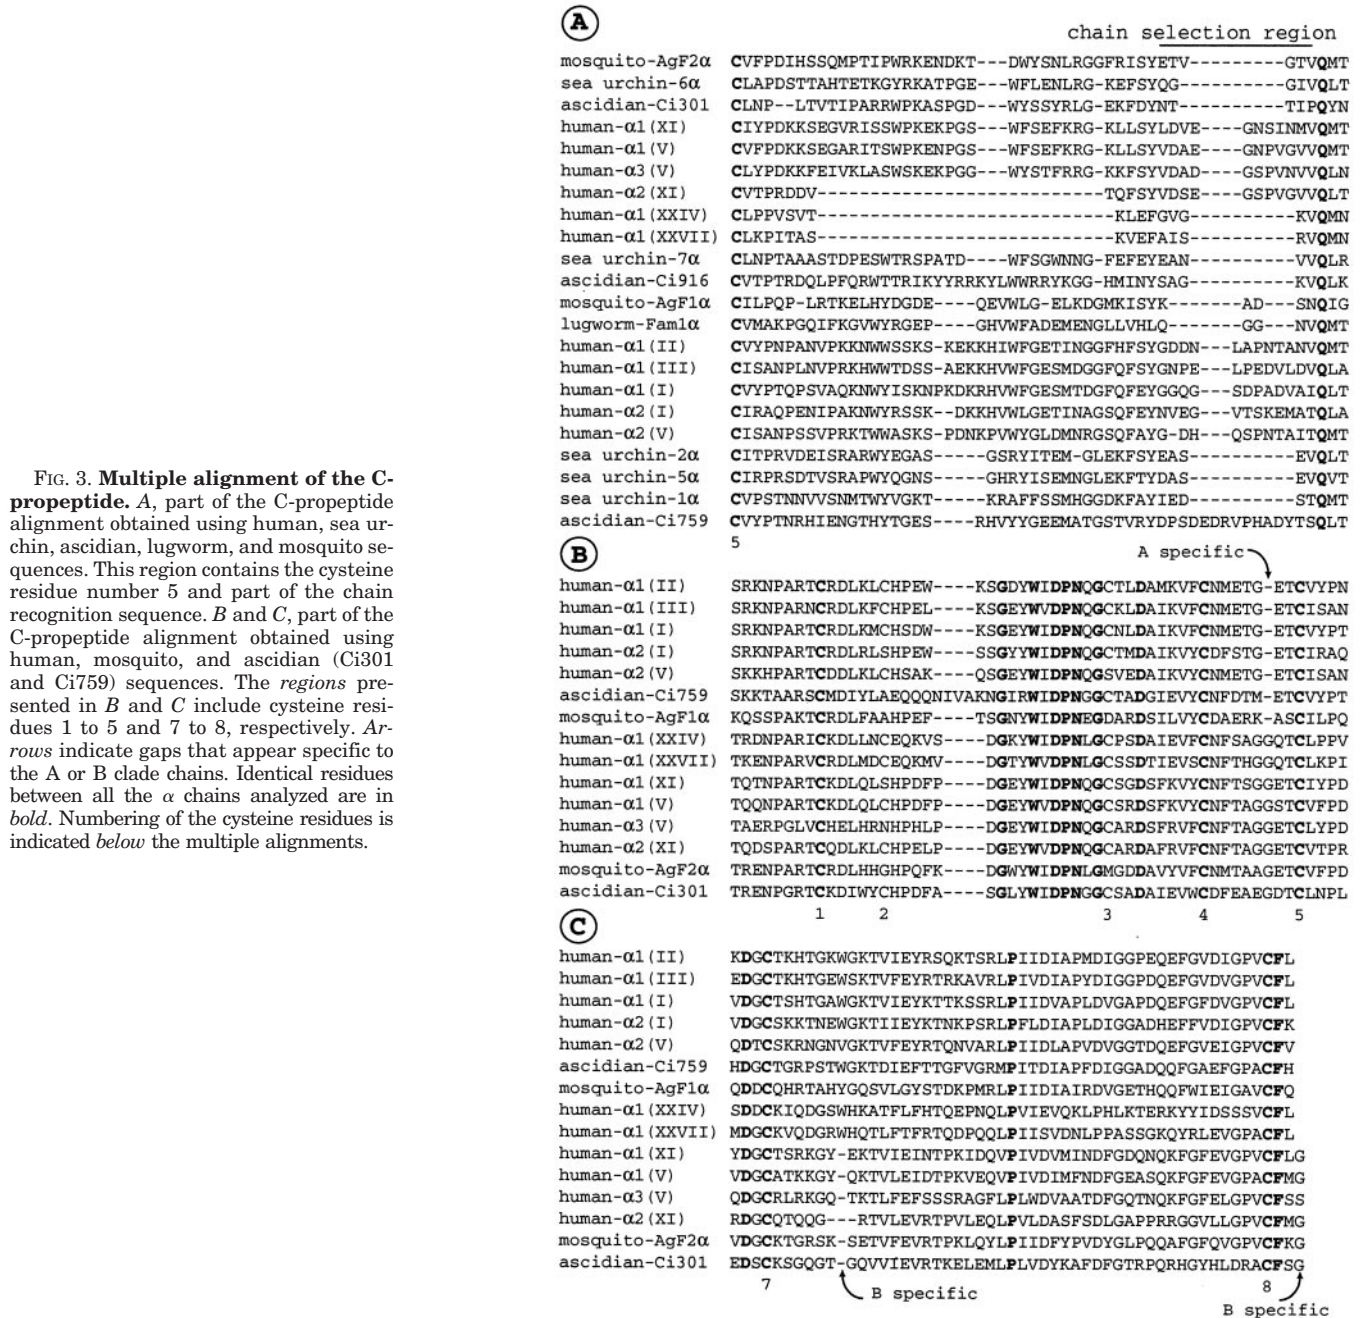 FIG. 3. Multiple alignment of the C-
propeptide. A, part of the C-propeptide
alignment obtained using human, sea ur-
chin, ascidian, lugworm, and mosquito se-
quences. This region contains the cysteine
residue number 5 and part of the chain
recognition sequence. B and C, part of the
C-propeptide alignment obtained using
human, mosquito, and ascidian (Ci301
and Ci759) sequences. The regions pre-
sented in B and C include cysteine resi-
dues 1 to 5 and 7 to 8, respectively. Ar-
rows indicate gaps that appear specific to
the A or B clade chains. Identical residues
between all the α chains analyzed are in
bold. Numbering of the cysteine residues is
indicated below the multiple alignments.
A
chain selection region
mosquito-AgF2α CVFPDIHSSQMPTIPWRKENDKT---DWYSNLRGGFRISYETV---------GTVQMT
sea urchin-6α CLAPDSTTAHTETKGYRKATPGE---WFLENLRG-KEFSYQG----------GIVQLT
ascidian-Ci301 CLNP--LTVTIPARRWPKASPGD---WYSSYRLG-EKFDYNT----------TIPQYN
human-α1(XI) CIYPDKKSEGVRISSWPKEKPGS---WFSEFKRG-KLLSYLDVE----GNSINMVQMT
human-α1(V) CVFPDKKSEGARITSWPKENPGS---WFSEFKRG-KLLSYVDAE----GNPVGVVQMT
human-α3(V) CLYPDKKFEIVKLASWSKEKPGG---WYSTFRRG-KKFSYVDAD----GSPVNVVQLN
human-α2(XI) CVTPRDDV---------------------------TQFSYVDSE----GSPVGVVQLT
human-α1(XXIV) CLPPVSVT----------------------------KLEFGVG----------KVQMN
human-α1(XXVII) CLKPITAS----------------------------KVEFAIS----------RVQMN
sea urchin-7α CLNPTAAASTDPESWTRSPATD----WFSGWNNG-FEFEYEAN----------VVQLR
ascidian-Ci916 CVTPTRDQLPFQRWTTRIKYYRRKYLWWRRYKGG-HMINYSAG----------KVQLK
mosquito-AgF1α CILPQP-LRTKELHYDGDE----QEVWLG-ELKDGMKISYK-------AD---SNQIG
lugworm-Fam1α CVMAKPGQIFKGVWYRGEP----GHVWFADEMENGLLVHLQ-------GG---NVQMT
human-α1(II) CVYPNPANVPKKNWWSSKS-KEKKHIWFGETINGGFHFSYGDDN---LAPNTANVQMT
human-α1(III) CISANPLNVPRKHWWTDSS-AEKKHVWFGESMDGGFQFSYGNPE---LPEDVLDVQLA
human-α1(I) CVYPTQPSVAQKNWYISKNPKDKRHVWFGESMTDGFQFEYGGQG---SDPADVAIQLT
human-α2(I) CIRAQPENIPAKNWYRSSK--DKKHVWLGETINAGSQFEYNVEG---VTSKEMATQLA
human-α2(V) CISANPSSVPRKTWWASKS-PDNKPVWYGLDMNRGSQFAYG-DH---QSPNTAITQMT
sea urchin-2α CITPRVDEISRARWYEGAS----GSRYITEM-GLEKFSYEAS----------EVQLT
sea urchin-5α CIRPRSDTVSRAPWYQGNS----GHRYISEMNGLEKFTYDAS----------EVQVT
sea urchin-1α CVPSTNNVVSNMTWYVGKT----KRAFFSSMHGGDKFAYIED----------STQMT
ascidian-Ci759 CVYPTNRHIENGTHYTGES----RHVYYGEEMATGSTVRYDPSDEDRVPHADYTSQLT
5
B
A specific
human-α1(II) SRKNPARTCRDLKLCHPEW----KSGDYWIDPNQGCTLDAMKVFCNMETG-ETCVYPN
human-α1(III) SRKNPARNCRDLKFCHPEL----KSGEYWVDPNQGCKLDAIKVFCNMETG-ETCISAN
human-α1(I) SRKNPARTCRDLKMCHSDW----KSGEYWIDPNQGCNLDAIKVFCNMETG-ETCVYPT
human-α2(I) SRKNPARTCRDLRLSHPEW----SSGYYWIDPNQGCTMDAIKVYCDFSTG-ETCIRAQ
human-α2(V) SKKHPARTCDDLKLCHSAK----QSGEYWIDPNQGSVEDAIKVYCNMETG-ETCISAN
ascidian-Ci759 SKKTAARSCMDIYLAEQQQNIVAKNGIRWIDPNGGCTADGIEVYCNFDTM-ETCVYPT
mosquito-AgF1α KQSSPAKTCRDLFAAHPEF----TSGNYWIDPNEGDARDSILVYCDAERK-ASCILPQ
human-α1(XXIV) TRDNPARICKDLLNCEQKVS----DGKYWIDPNLGCPSDAIEVFCNFSAGGQTCLPPV
human-α1(XXVII) TKENPARVCRDLMDCEQKMV----DGTYWVDPNLGCSSDTIEVSCNFTHGGQTCLKPI
human-α1(XI) TQTNPARTCKDLQLSHPDFP----DGEYWIDPNQGCSGDSFKVYCNFTSGGETCIYPD
human-α1(V) TQQNPARTCKDLQLCHPDFP----DGEYWVDPNQGCSRDSFKVYCNFTAGGSTCVFPD
human-α3(V) TAERPGLVCHELHRNHPHLP----DGEYWIDPNQGCARDSFRVFCNFTAGGETCLYPD
human-α2(XI) TQDSPARTCQDLKLCHPELP----DGEYWVDPNQGCARDAFRVFCNFTAGGETCVTPR
mosquito-AgF2α TRENPARTCRDLHHGHPQFK----DGWYWIDPNLGMGDDAVYVFCNMTAAGETCVFPD
ascidian-Ci301 TRENPGRTCKDIWYCHPDFA----SGLYWIDPNGGCSADAIEVWCDFEAEGDTCLNPL
1 2 3 4 5
C
human-α1(II) KDGCTKHTGKWGKTVIEYRSQKTSRLPIIDIAPMDIGGPEQEFGVDIGPVCFL
human-α1(III) EDGCTKHTGEWSKTVFEYRTRKAVRLPIVDIAPYDIGGPDQEFGVDVGPVCFL
human-α1(I) VDGCTSHTGAWGKTVIEYKTTKSSRLPIIDVAPLDVGAPDQEFGFDVGPVCFL
human-α2(I) VDGCSKKTNEWGKTIIEYKTNKPSRLPFLDIAPLDIGGADHEFFVDIGPVCFK
human-α2(V) QDTCSKRNGNVGKTVFEYRTQNVARLPIIDLAPVDVGGTDQEFGVEIGPVCFV
ascidian-Ci759 HDGCTGRPSTWGKTDIEFTTGFVGRMPITDIAPFDIGGADQQFGAEFGPACFH
mosquito-AgF1α QDDCQHRTAHYGQSVLGYSTDKPMRLPIIDIAIRDVGETHQQFWIEIGAVCFQ
human-α1(XXIV) SDDCKIQDGSWHKATFLFHTQEPNQLPVIEVQKLPHLKTERKYYIDSSSVCFL
human-α1(XXVII) MDGCKVQDGRWHQTLFTFRTQDPQQLPIISVDNLPPASSGKQYRLEVGPACFL
human-α1(XI) YDGCTSRKGY-EKTVIEINTPKIDQVPIVDVMINDFGDQNQKFGFEVGPVCFLG
human-α1(V) VDGCATKKGY-QKTVLEIDTPKVEQVPIVDIMFNDFGEASQKFGFEVGPACFMG
human-α3(V) QDGCRLRKGQ-TKTLFEFSSSRAGFLPLWDVAATDFGQTNQKFGFELGPVCFSS
human-α2(XI) RDGCQTQQG---RTVLEVRTPVLEQLPVLDASFSDLGAPPRRGGVLLGPVCFMG
mosquito-AgF2α VDGCKTGRSK-SETVFEVRTPKLQYLPIIDFYPVDYGLPQQAFGFQVGPVCFKG
ascidian-Ci301 EDSCKSGQGT-GQVVIEVRTKELEMLPLVDYKAFDFGTRPQRHGYHLDRACFSG
7 8
B specific
B specific